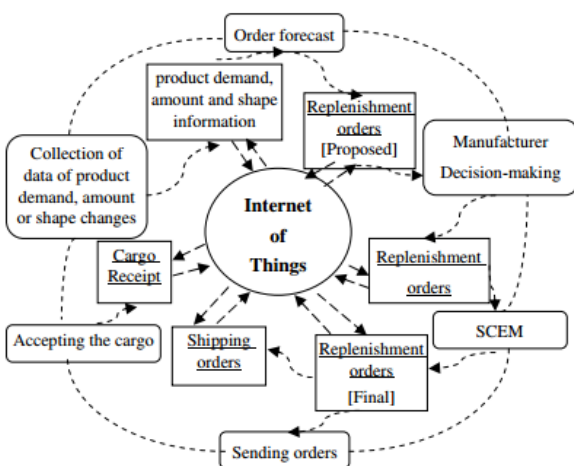 Order forecast
product demand,
amount and shape
information
Replenishment
orders
[Proposed]
Collection of
data of product
demand, amount
or shape changes
Manufacturer
Decision-making
Internet
of
Things
Cargo
Receipt
Replenishment
orders
Accepting the cargo
Shipping
orders
Replenishment
orders
[Final]
SCEM
Sending orders